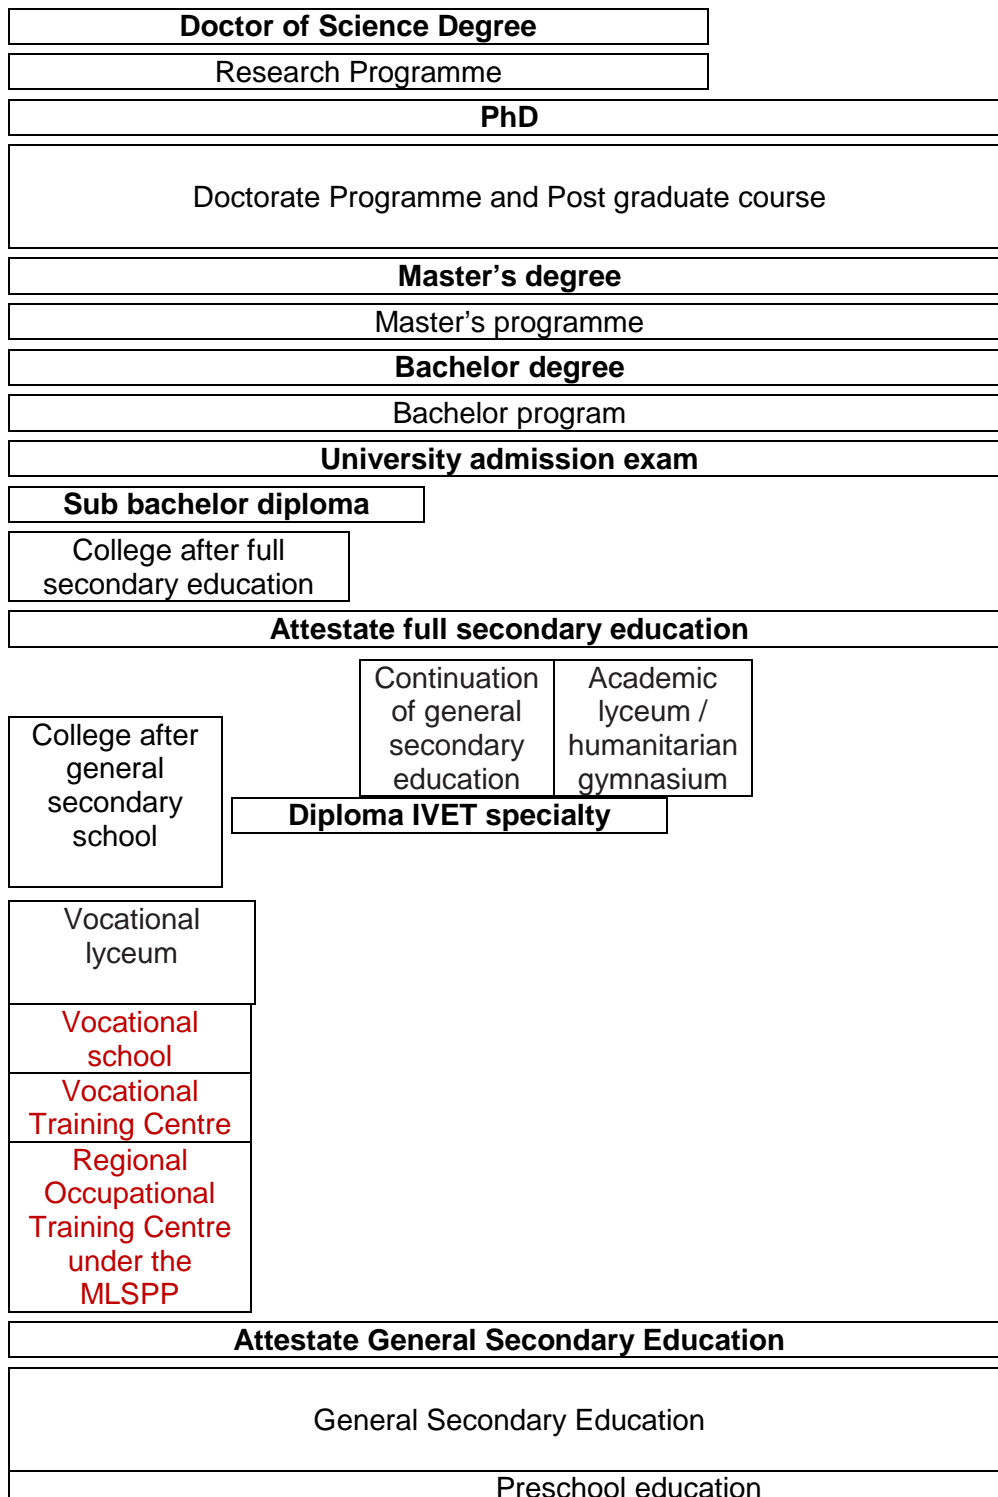 Doctor of Science Degree
Research Programme
PhD
Doctorate Programme and Post graduate course
Master’s degree
Master’s programme
Bachelor degree
Bachelor program
University admission exam
Sub bachelor diploma
College after full
secondary education
Attestate full secondary education
Continuation
of general
secondary
education
Academic
lyceum /
humanitarian
gymnasium
College after
general
secondary
school
Diploma IVET specialty
Vocational
lyceum
Vocational
school
Vocational
Training Centre
Regional
Occupational
Training Centre
under the
MLSPP
Attestate General Secondary Education
General Secondary Education
Preschool education